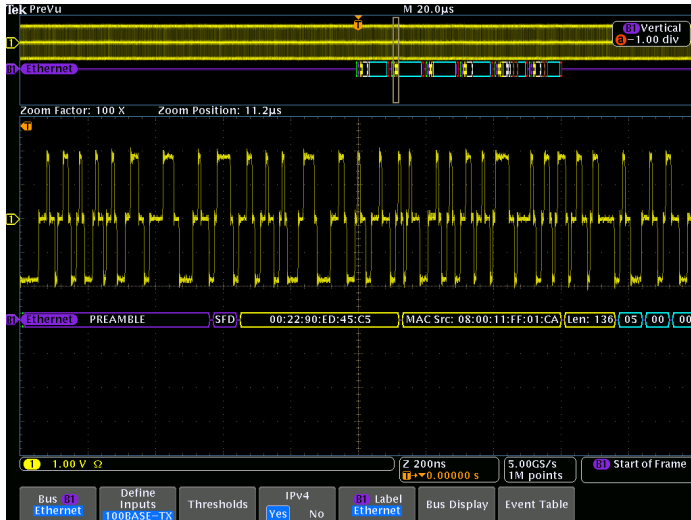 Tek PreVu M 20.0µs
B1 Vertical
a -1.00 div
T
1
B1 Ethernet
Zoom Factor: 100 X Zoom Position: 11.2µs
T
1
B1 Ethernet PREAMBLE SFD 00:22:90:ED:45:C5 MAC Src: 08:00:11:FF:01:CA Len: 136 05 00 00
1 1.00 V Ω
Z 200ns
T→▼0.00000 s
5.00GS/s
1M points
B1 Start of Frame
Bus B1
Ethernet
Define
Inputs
100BASE-TX
Thresholds
IPv4
Yes No
B1 Label
Ethernet
Bus Display
Event Table